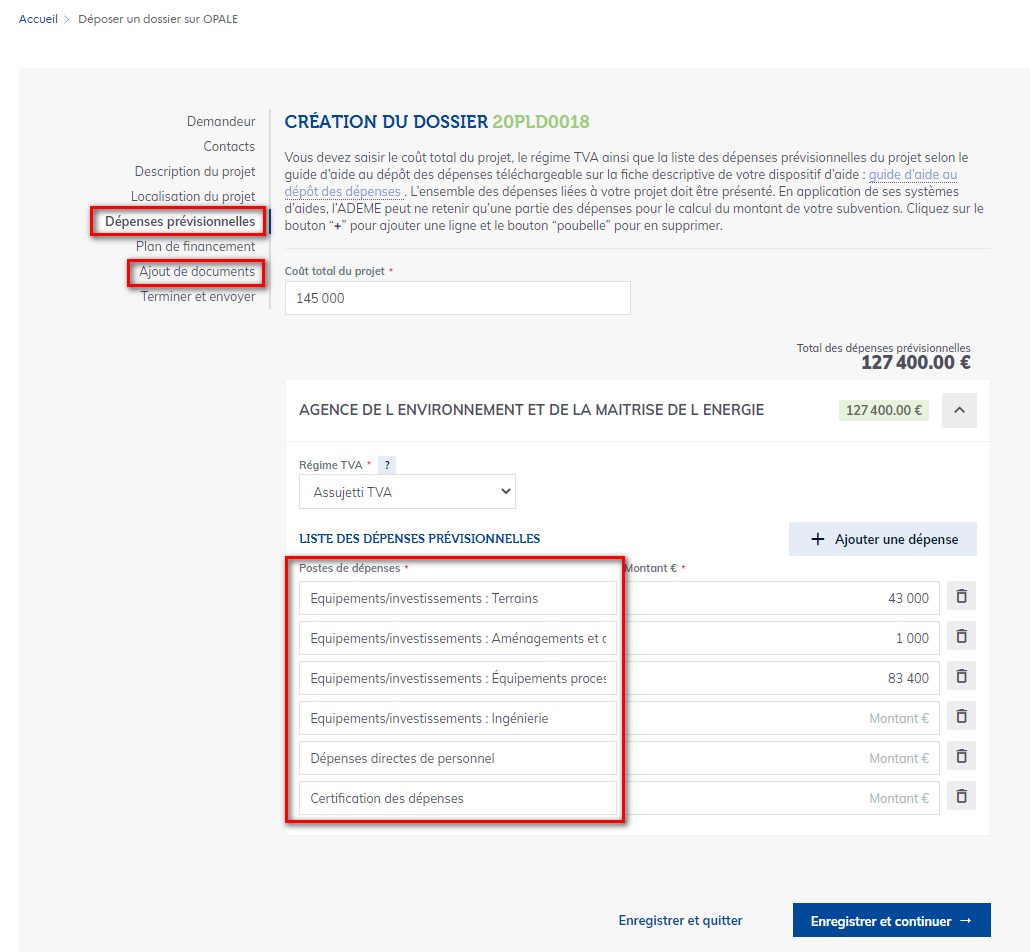 Accueil > Déposer un dossier sur OPALE
Demandeur
Contacts
Description du projet
Localisation du projet
Dépenses prévisionnelles
Plan de financement
Ajout de documents
Terminer et envoyer
CRÉATION DU DOSSIER 20PLD0018
Vous devez saisir le coût total du projet, le régime TVA ainsi que la liste des dépenses prévisionnelles du projet selon le
guide d'aide au dépôt des dépenses téléchargeable sur la fiche descriptive de votre dispositif d'aide : guide d'aide au
dépôt des dépenses . L'ensemble des dépenses liées à votre projet doit être présenté. En application de ses systèmes
d'aides, l'ADEME peut ne retenir qu'une partie des dépenses pour le calcul du montant de votre subvention. Cliquez sur le
bouton “+” pour ajouter une ligne et le bouton “poubelle” pour en supprimer.
Coût total du projet *
145 000
Total des dépenses prévisionnelles
127 400.00 €
AGENCE DE L ENVIRONNEMENT ET DE LA MAITRISE DE L ENERGIE 127 400.00 €
Régime TVA * ?
Assujetti TVA
LISTE DES DÉPENSES PRÉVISIONNELLES + Ajouter une dépense
Postes de dépenses * Montant € *
Equipements/investissements : Terrains 43 000
Equipements/investissements : Aménagements et c 1 000
Equipements/investissements : Équipements proces 83 400
Equipements/investissements : Ingénierie Montant €
Dépenses directes de personnel Montant €
Certification des dépenses Montant €
Enregistrer et quitter Enregistrer et continuer →